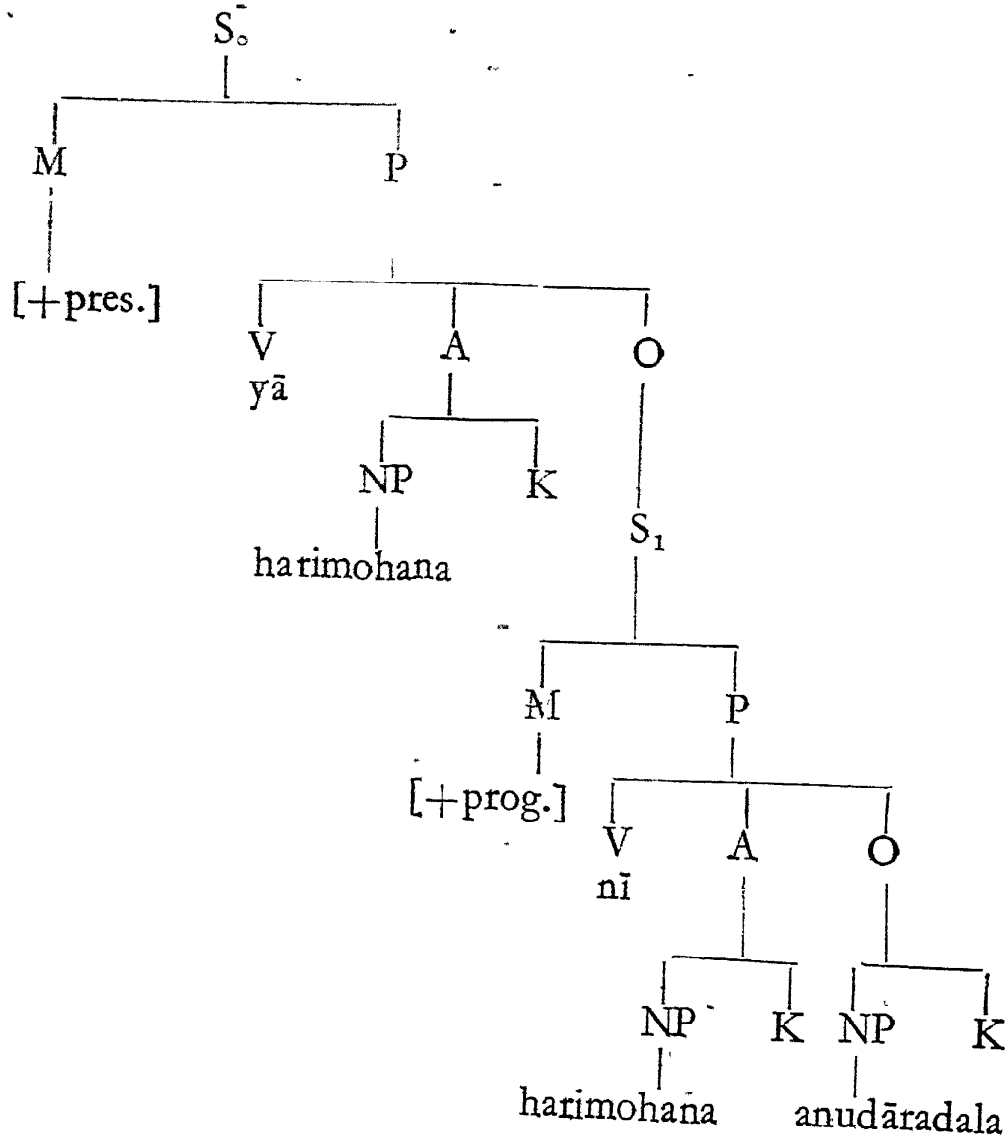 S₀
M P
[+pres.]
V A O
yā
NP K
harimohana
S₁
M P
[+prog.]
V A O
nī
NP K NP K
harimohana anudāradala